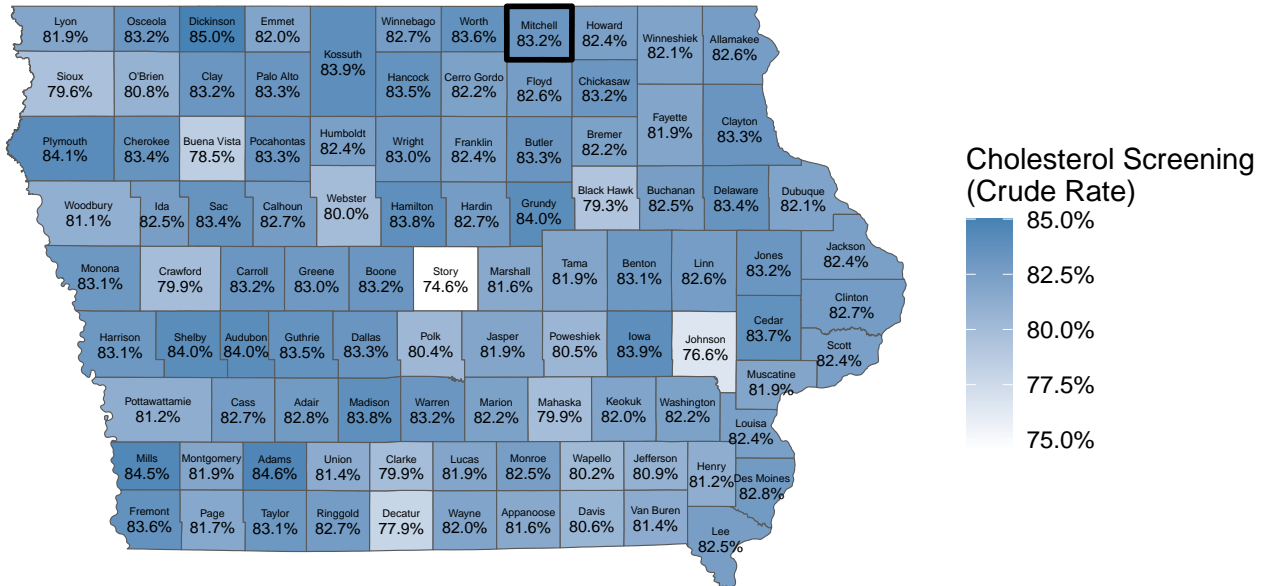 Lyon
81.9%
Osceola
83.2%
Dickinson
85.0%
Emmet
82.0%
Kossuth
83.9%
Winnebago
82.7%
Worth
83.6%
Mitchell
83.2%
Howard
82.4%
Winneshiek
82.1%
Allamakee
82.6%
Sioux
79.6%
O'Brien
80.8%
Clay
83.2%
Palo Alto
83.3%
Hancock
83.5%
Cerro Gordo
82.2%
Floyd
82.6%
Chickasaw
83.2%
Plymouth
84.1%
Cherokee
83.4%
Buena Vista
78.5%
Pocahontas
83.3%
Humboldt
82.4%
Wright
83.0%
Franklin
82.4%
Butler
83.3%
Bremer
82.2%
Fayette
81.9%
Clayton
83.3%
Woodbury
81.1%
Ida
82.5%
Sac
83.4%
Calhoun
82.7%
Webster
80.0%
Hamilton
83.8%
Hardin
82.7%
Grundy
84.0%
Black Hawk
79.3%
Buchanan
82.5%
Delaware
83.4%
Dubuque
82.1%
Monona
83.1%
Crawford
79.9%
Carroll
83.2%
Greene
83.0%
Boone
83.2%
Story
74.6%
Marshall
81.6%
Tama
81.9%
Benton
83.1%
Linn
82.6%
Jones
83.2%
Jackson
82.4%
Clinton
82.7%
Harrison
83.1%
Shelby
84.0%
Audubon
84.0%
Guthrie
83.5%
Dallas
83.3%
Polk
80.4%
Jasper
81.9%
Poweshiek
80.5%
Iowa
83.9%
Johnson
76.6%
Cedar
83.7%
Scott
82.4%
Muscatine
81.9%
Pottawattamie
81.2%
Cass
82.7%
Adair
82.8%
Madison
83.8%
Warren
83.2%
Marion
82.2%
Mahaska
79.9%
Keokuk
82.0%
Washington
82.2%
Louisa
82.4%
Mills
84.5%
Montgomery
81.9%
Adams
84.6%
Union
81.4%
Clarke
79.9%
Lucas
81.9%
Monroe
82.5%
Wapello
80.2%
Jefferson
80.9%
Henry
81.2%
Des Moines
82.8%
Fremont
83.6%
Page
81.7%
Taylor
83.1%
Ringgold
82.7%
Decatur
77.9%
Wayne
82.0%
Appanoose
81.6%
Davis
80.6%
Van Buren
81.4%
Lee
82.5%
Cholesterol Screening
(Crude Rate)
85.0%
82.5%
80.0%
77.5%
75.0%